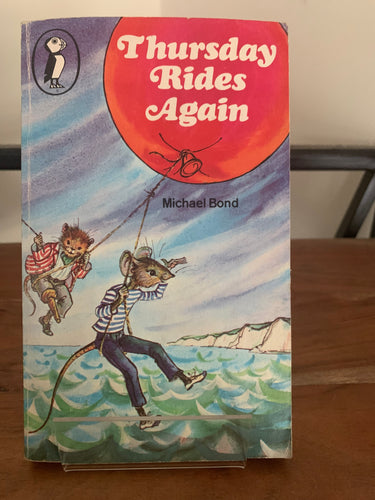 Thursday
Rides
Again
Michael Bond